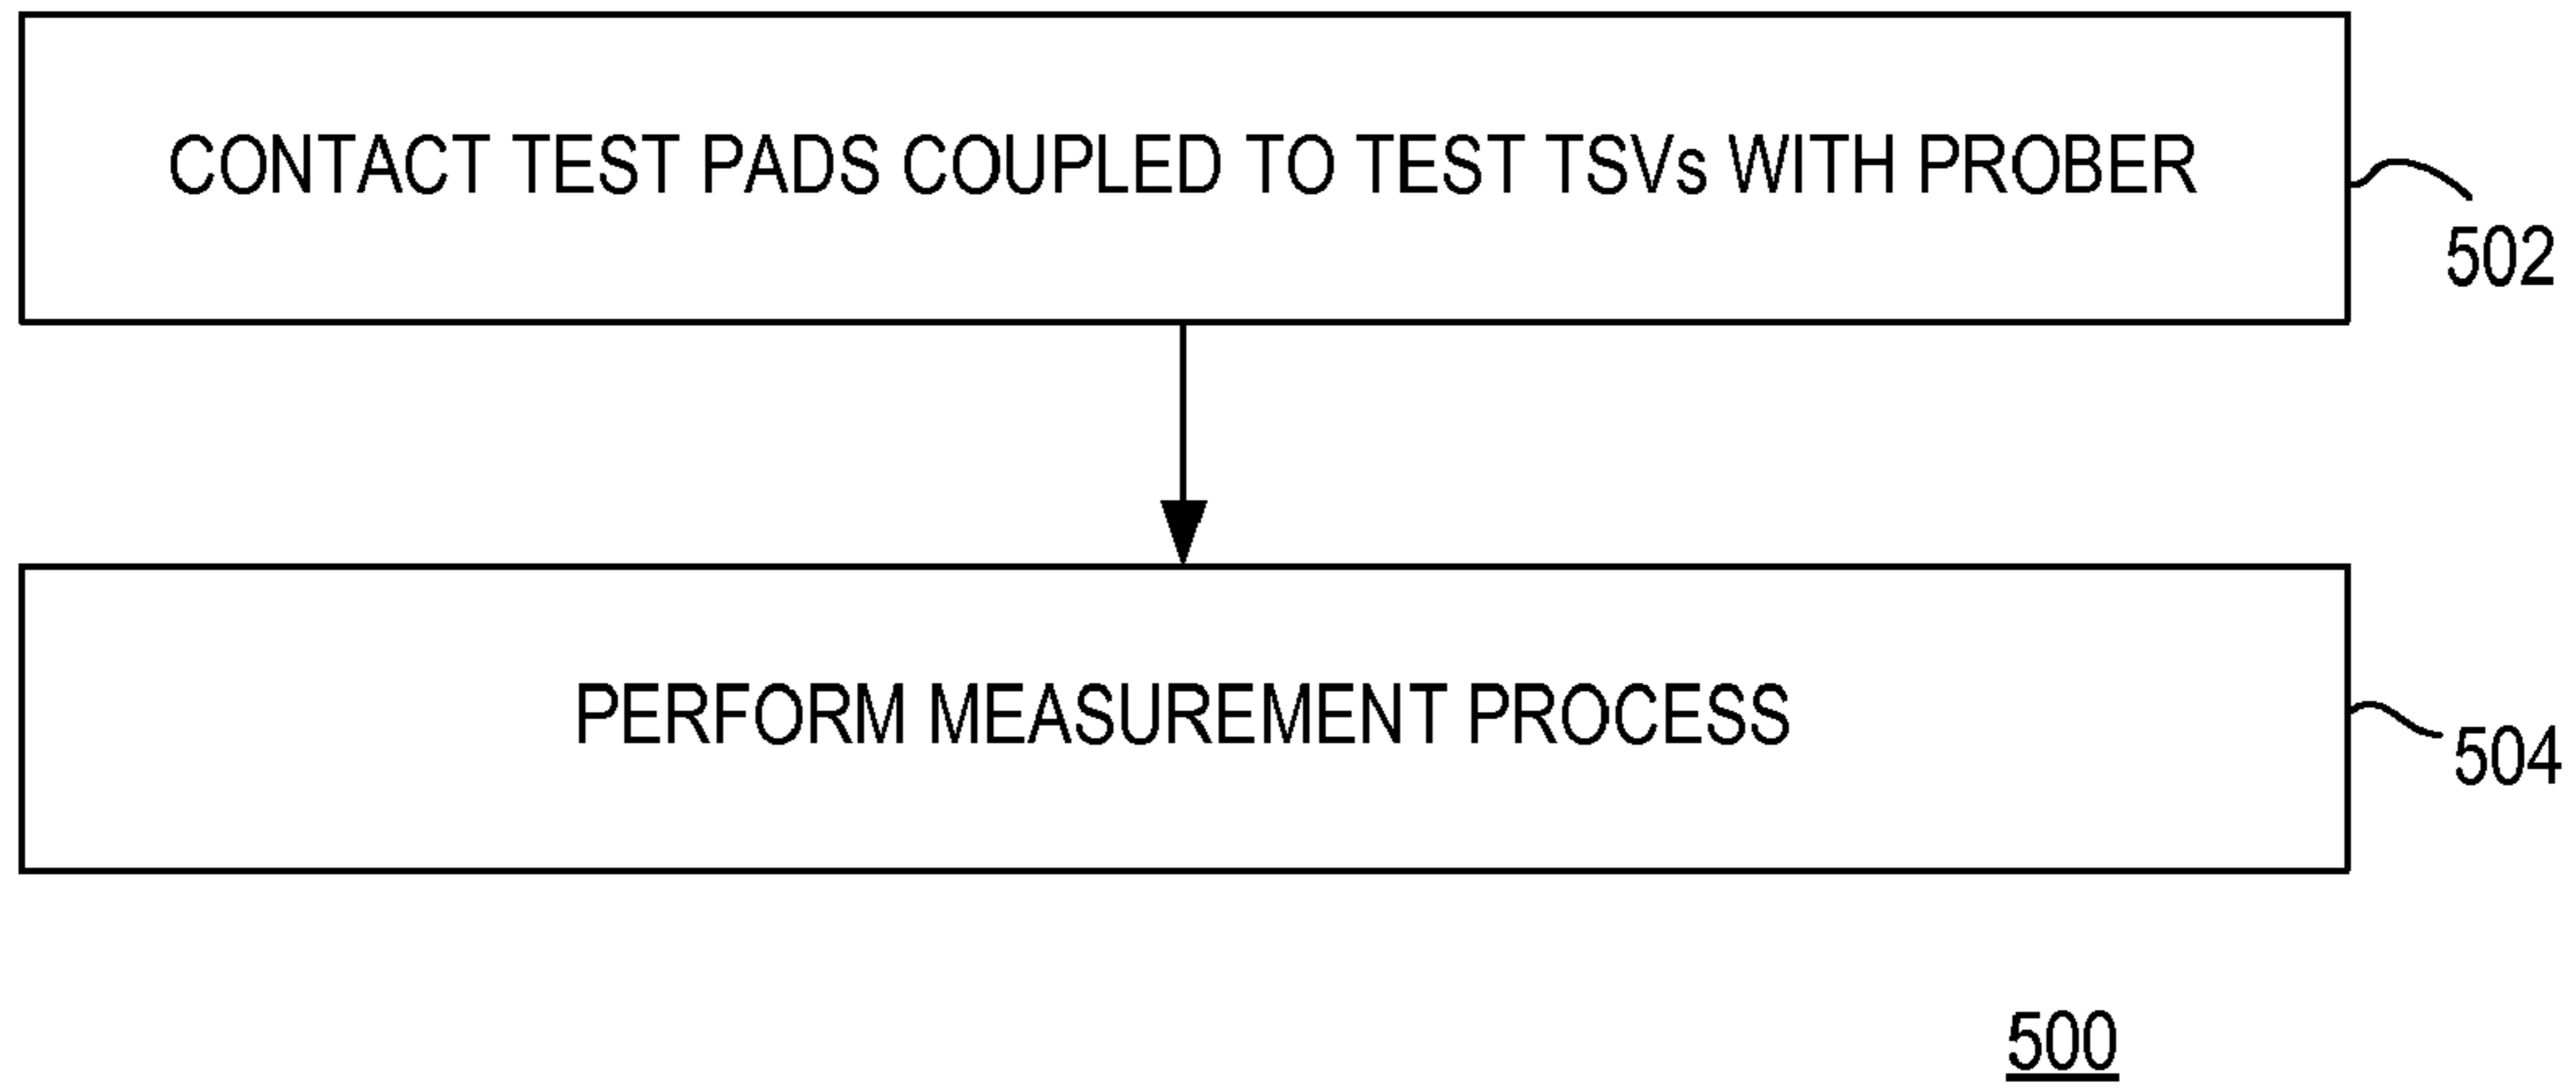 CONTACT TEST PADS COUPLED TO TEST TSVs WITH PROBER
502
PERFORM MEASUREMENT PROCESS
504
500